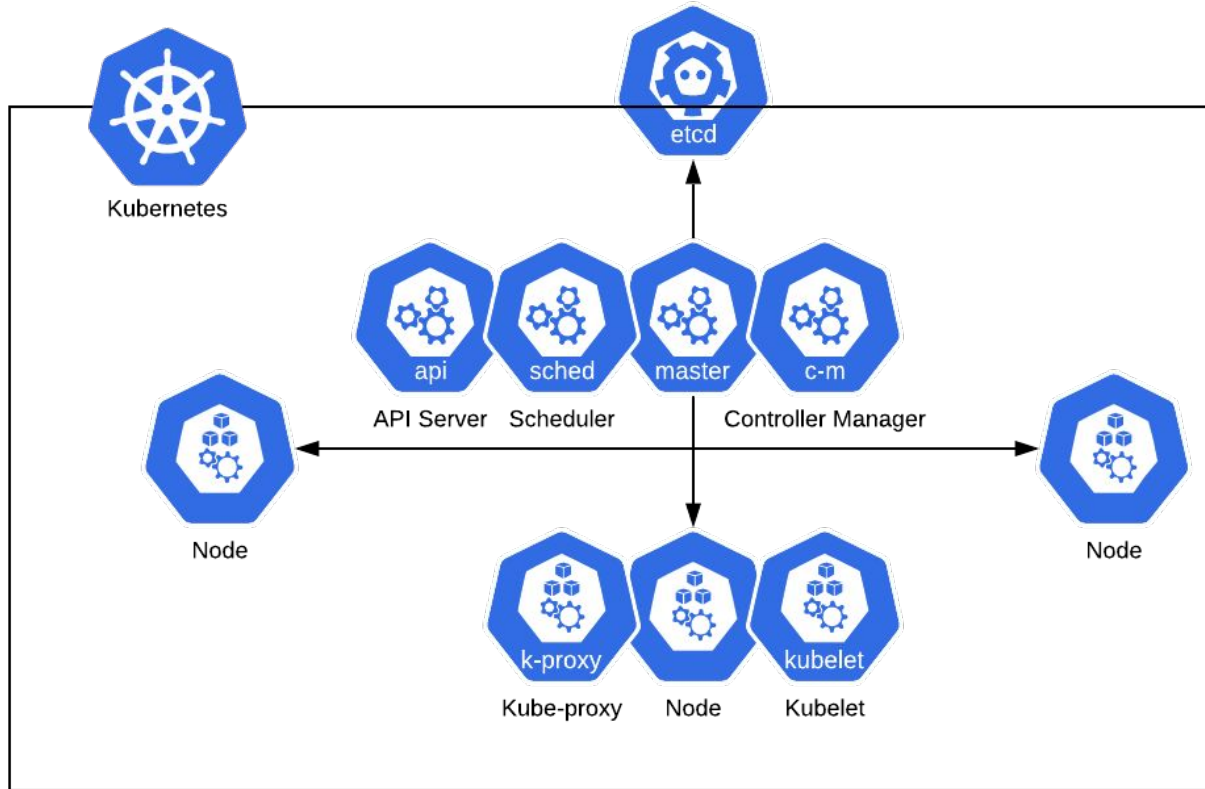 etcd
Kubernetes
api
sched
master
c-m
API Server
Scheduler
Controller Manager
Node
Node
k-proxy
kubelet
Kube-proxy
Node
Kubelet